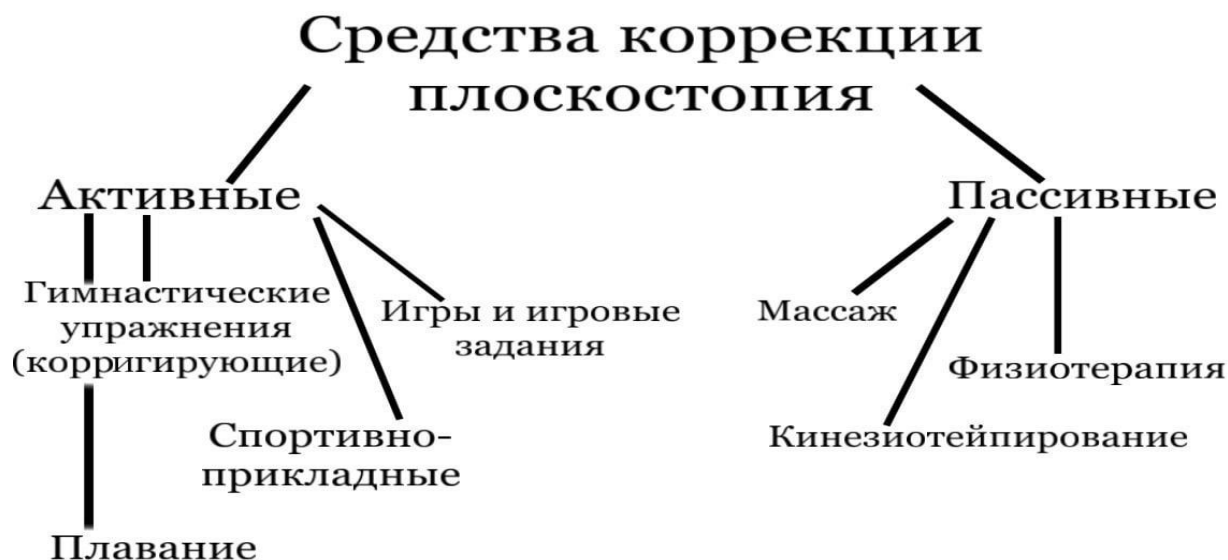 Средства коррекции
плоскостопия
Активные
Пассивные
Гимнастические
упражнения
(корригирующие)
Игры и игровые
задания
Массаж
Физиотерапия
Спортивно-
прикладные
Кинезиотейпирование
Плавание